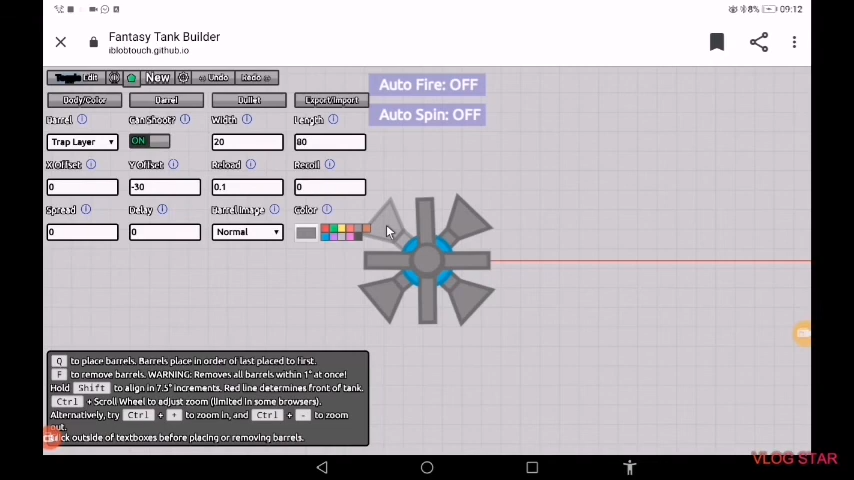 8% 09:12
Fantasy Tank Builder
iblobtouch.github.io
Toggle Edit New << Undo Redo >>
Body/Color Barrel Bullet Export/Import
Auto Fire: OFF
Auto Spin: OFF
Barrel Can Shoot? Width Length
Trap Layer ON 20 80
X Offset Y Offset Reload Recoil
0 -30 0.1 0
Spread Delay Barrel Image Color
0 0 Normal
Q to place barrels. Barrels place in order of last placed to first.
F to remove barrels. WARNING: Removes all barrels within 1° at once!
Hold Shift to align in 7.5° increments. Red line determines front of tank.
Ctrl + Scroll Wheel to adjust zoom (limited in some browsers).
Alternatively, try Ctrl + + to zoom in, and Ctrl + - to zoom
out.
ck outside of textboxes before placing or removing barrels.
VLOG STAR